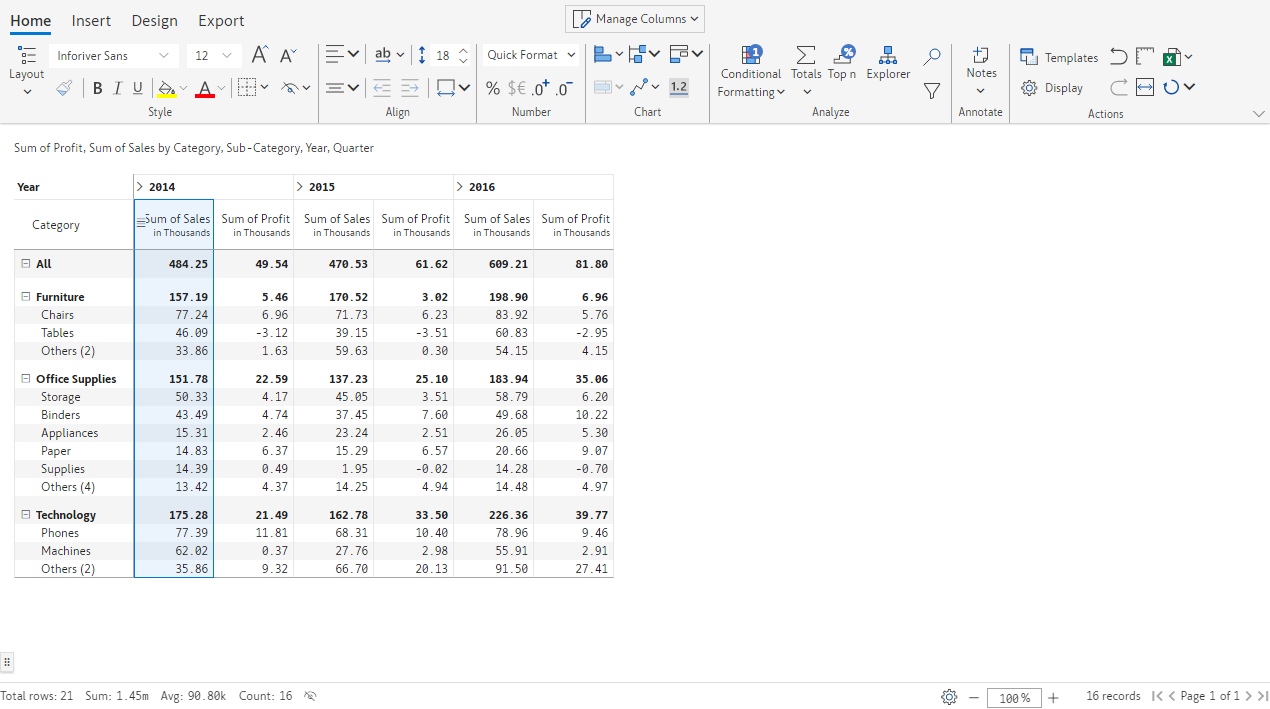 Home Insert Design Export
Manage Columns
Layout
Inforiver Sans 12
B I U A
Style
ab 18
Align
Quick Format
% $€ .0+ .0-
Number
1.2
Chart
1 Conditional Formatting
Totals
% Top n
Explorer
Analyze
Notes
Annotate
Templates
Display
Actions
Sum of Profit, Sum of Sales by Category, Sub-Category, Year, Quarter
Year > 2014 > 2015 > 2016
Category Sum of Sales Sum of Profit Sum of Sales Sum of Profit Sum of Sales Sum of Profit
in Thousands in Thousands in Thousands in Thousands in Thousands in Thousands
All 484.25 49.54 470.53 61.62 609.21 81.80
Furniture 157.19 5.46 170.52 3.02 198.90 6.96
Chairs 77.24 6.96 71.73 6.23 83.92 5.76
Tables 46.09 -3.12 39.15 -3.51 60.83 -2.95
Others (2) 33.86 1.63 59.63 0.30 54.15 4.15
Office Supplies 151.78 22.59 137.23 25.10 183.94 35.06
Storage 50.33 4.17 45.05 3.51 58.79 6.20
Binders 43.49 4.74 37.45 7.60 49.68 10.22
Appliances 15.31 2.46 23.24 2.51 26.05 5.30
Paper 14.83 6.37 15.29 6.57 20.66 9.07
Supplies 14.39 0.49 1.95 -0.02 14.28 -0.70
Others (4) 13.42 4.37 14.25 4.94 14.48 4.97
Technology 175.28 21.49 162.78 33.50 226.36 39.77
Phones 77.39 11.81 68.31 10.40 78.96 9.46
Machines 62.02 0.37 27.76 2.98 55.91 2.91
Others (2) 35.86 9.32 66.70 20.13 91.50 27.41
Total rows: 21 Sum: 1.45m Avg: 90.80k Count: 16 100 % 16 records Page 1 of 1